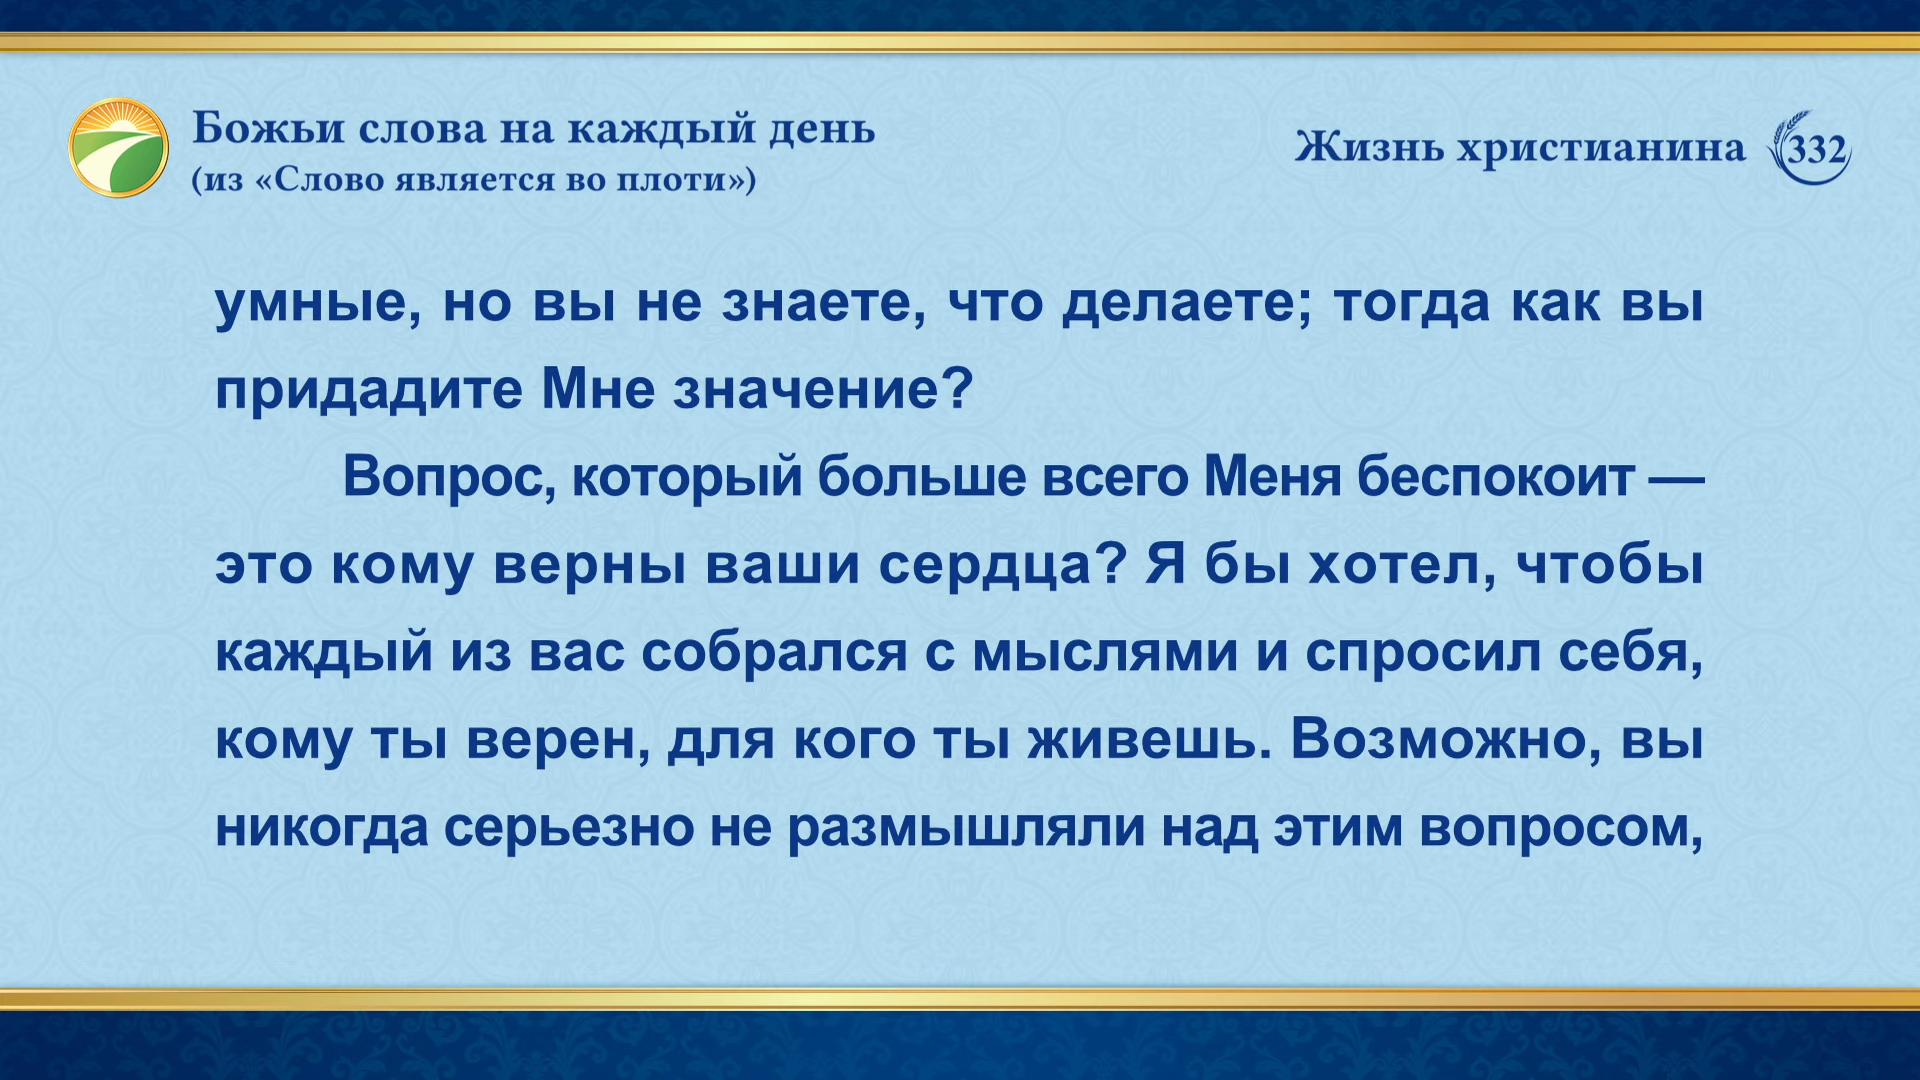 Божьи слова на каждый день
(из «Слово является во плоти»)
Жизнь христианина 332
умные, но вы не знаете, что делаете; тогда как вы
придадите Мне значение?
Вопрос, который больше всего Меня беспокоит —
это кому верны ваши сердца? Я бы хотел, чтобы
каждый из вас собрался с мыслями и спросил себя,
кому ты верен, для кого ты живешь. Возможно, вы
никогда серьезно не размышляли над этим вопросом,